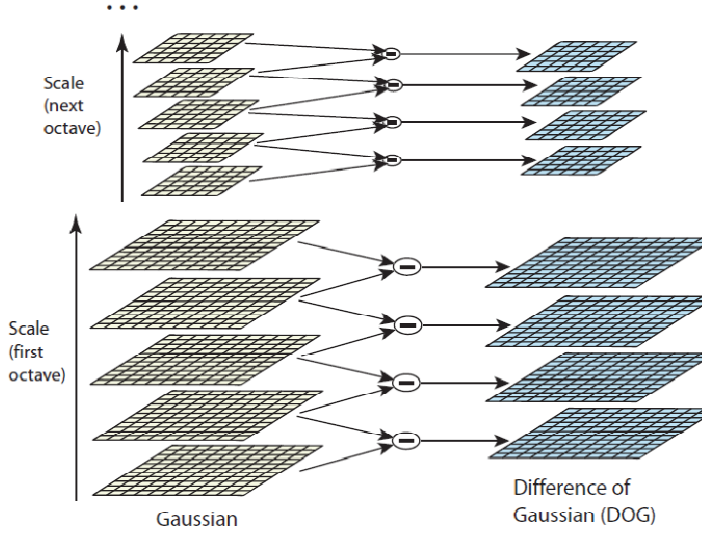 ...
Scale
(next
octave)
Scale
(first
octave)
Gaussian
Difference of
Gaussian (DOG)